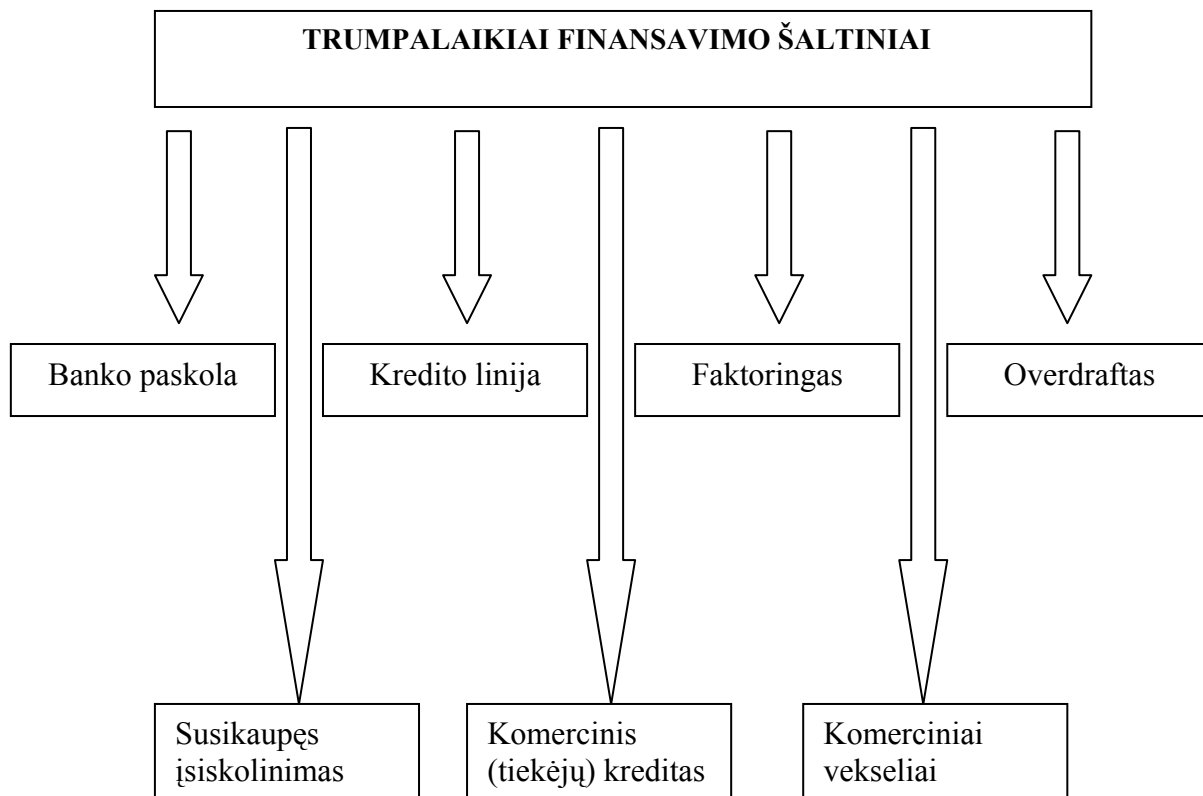 TRUMPALAIKIAI FINANSAVIMO ŠALTINIAI
Banko paskola
Kredito linija
Faktoringas
Overdraftas
Susikaupęs
įsiskolinimas
Komercinis
(tiekėjų) kreditas
Komerciniai
vekseliai